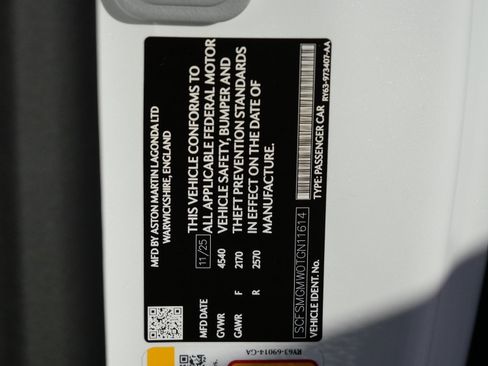 MFD BY ASTON MARTIN LAGONDA LTD
WARWICKSHIRE, ENGLAND
THIS VEHICLE CONFORMS TO
ALL APPLICABLE FEDERAL MOTOR
VEHICLE SAFETY, BUMPER AND
THEFT PREVENTION STANDARDS
IN EFFECT ON THE DATE OF
MANUFACTURE.
MFD DATE 11/25
GVWR 4540
GAWR F 2170
R 2570
SCFSMGMW0TGN11614
VEHICLE IDENT. No.
TYPE: PASSENGER CAR
RY63-973407-AA
RY63-69014-GA